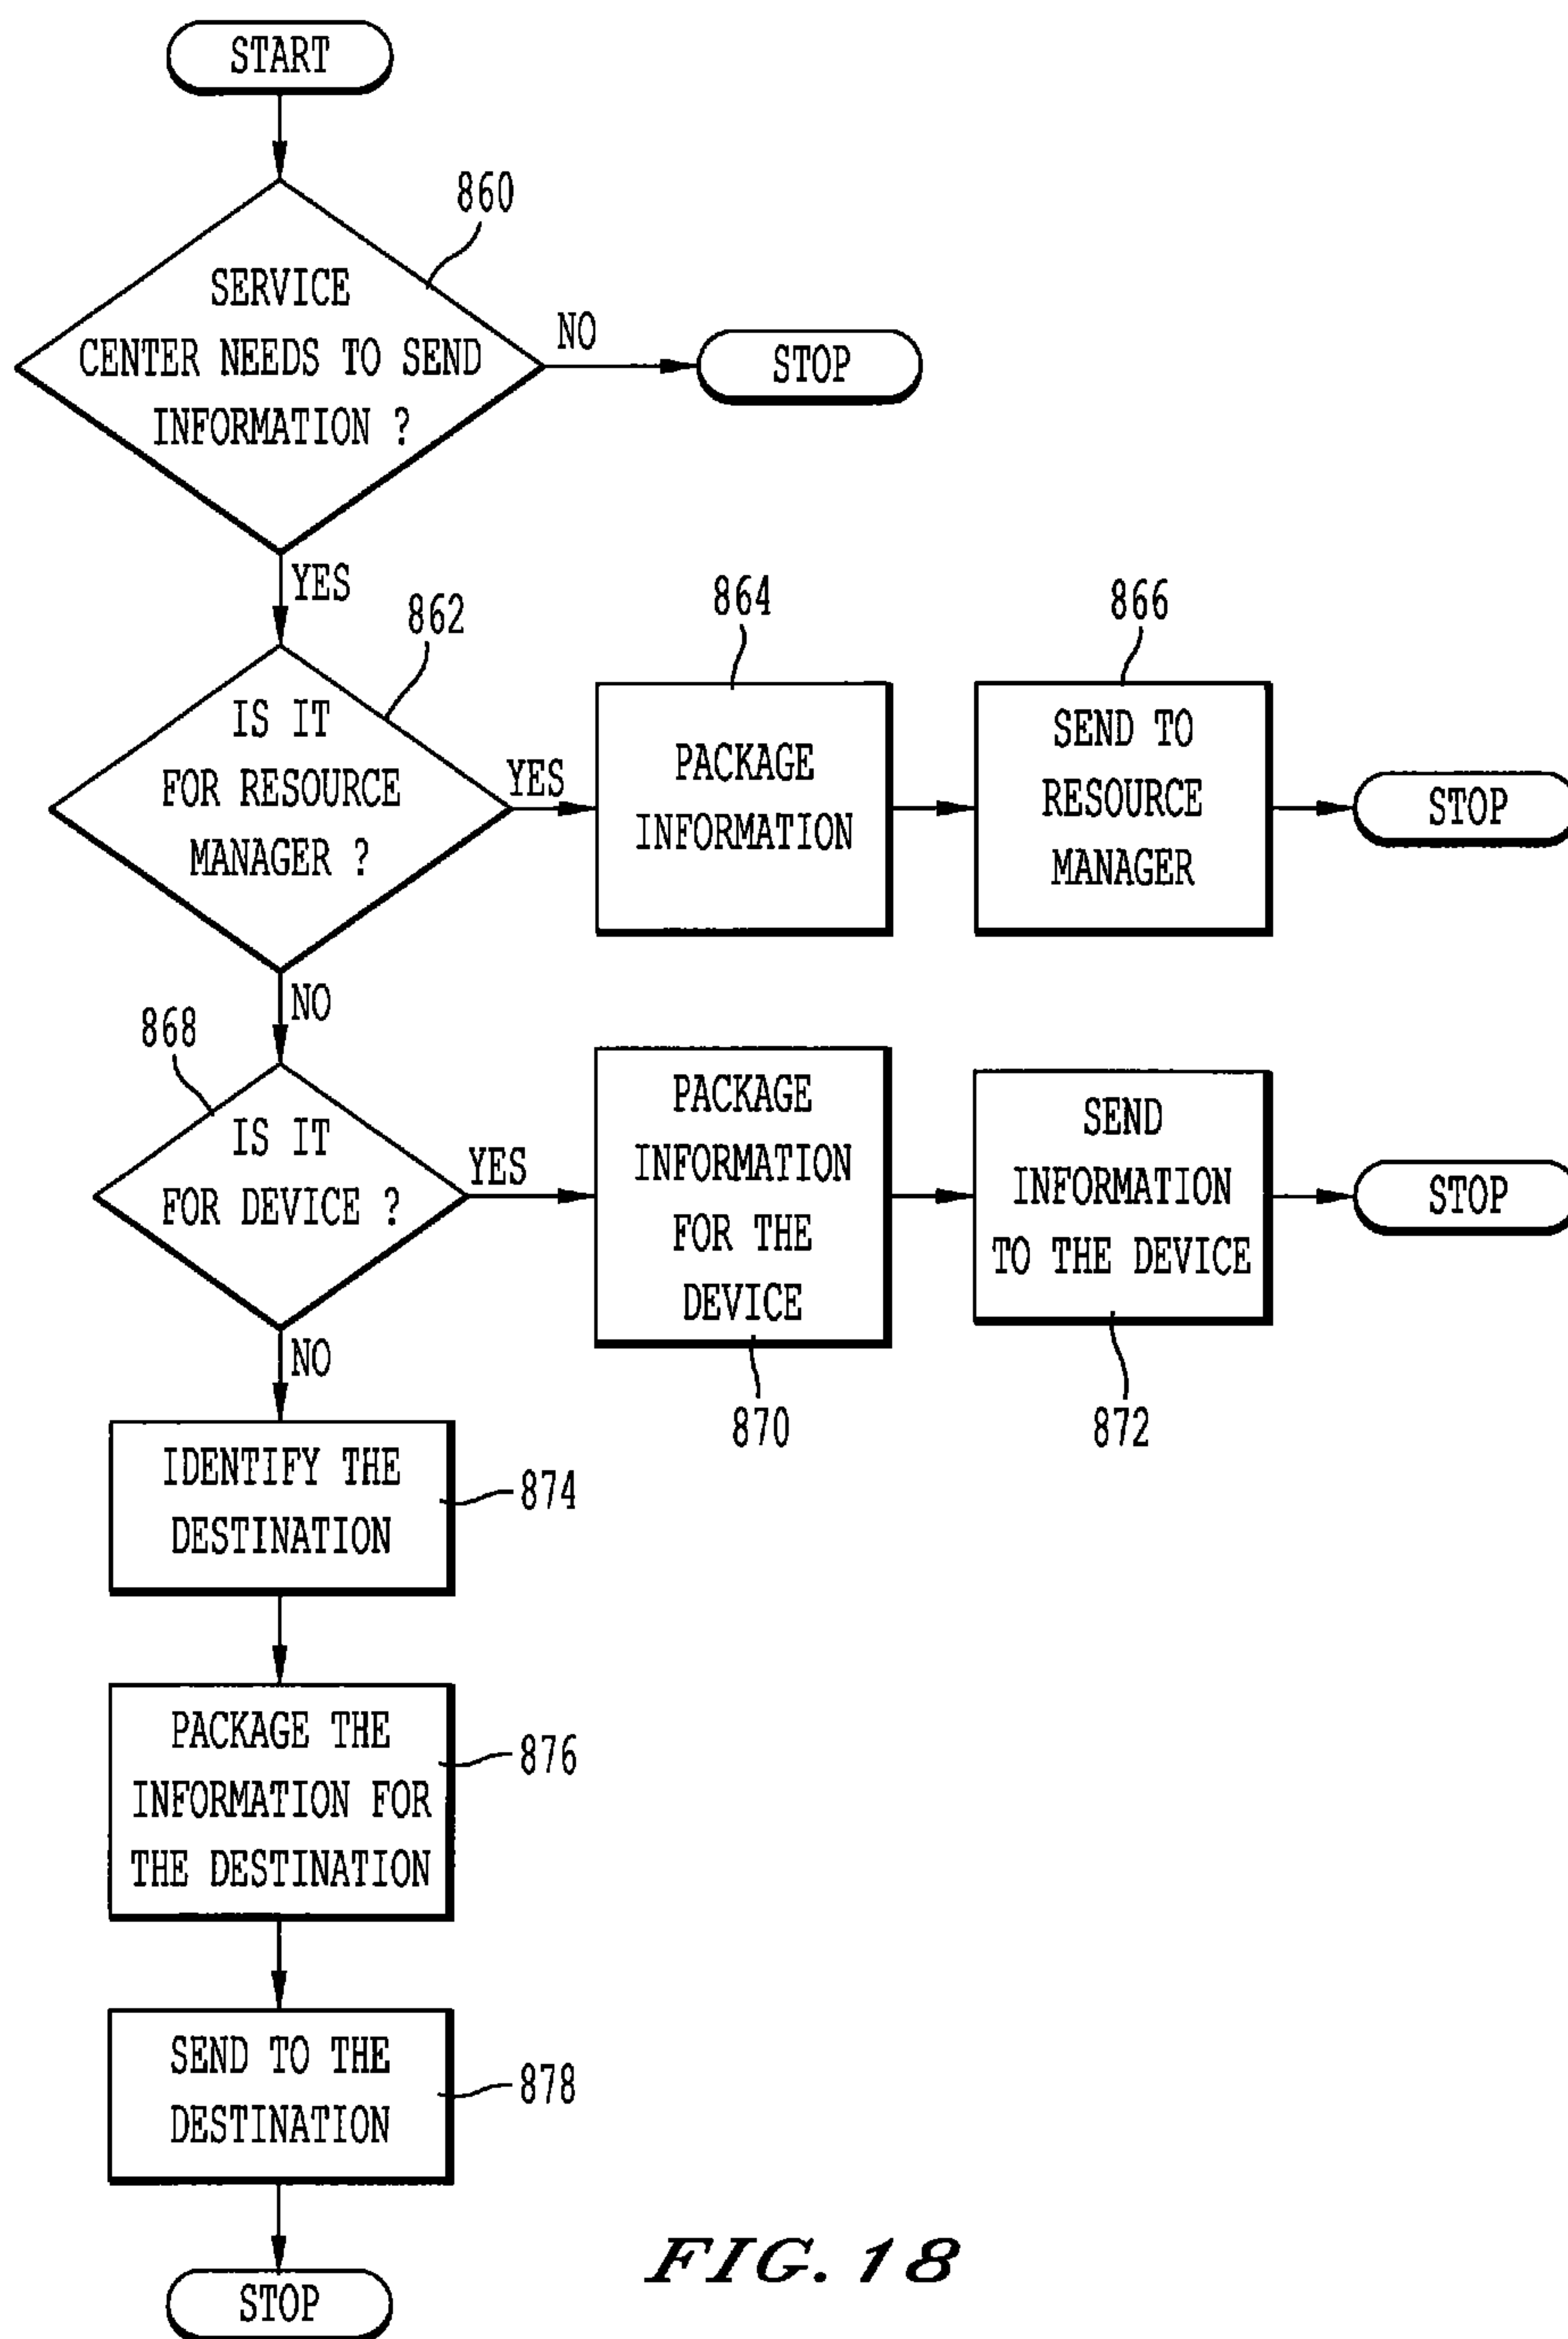 START
860
SERVICE
CENTER NEEDS TO SEND
INFORMATION ?
NO
STOP
YES
862
IS IT
FOR RESOURCE
MANAGER ?
YES
864
PACKAGE
INFORMATION
866
SEND TO
RESOURCE
MANAGER
STOP
NO
868
IS IT
FOR DEVICE ?
YES
PACKAGE
INFORMATION
FOR THE
DEVICE
870
SEND
INFORMATION
TO THE DEVICE
872
STOP
NO
IDENTIFY THE
DESTINATION
874
PACKAGE THE
INFORMATION FOR
THE DESTINATION
876
SEND TO THE
DESTINATION
878
STOP
FIG. 18